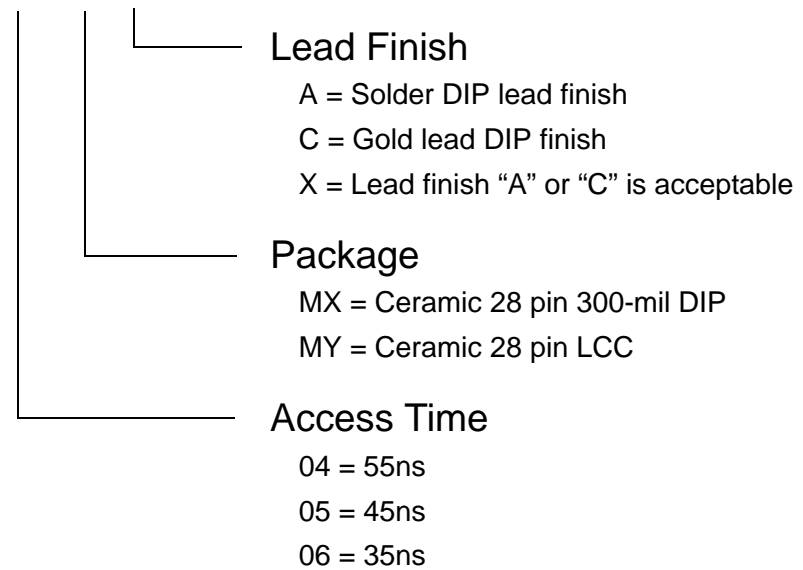 Lead Finish
A = Solder DIP lead finish
C = Gold lead DIP finish
X = Lead finish “A” or “C” is acceptable
Package
MX = Ceramic 28 pin 300-mil DIP
MY = Ceramic 28 pin LCC
Access Time
04 = 55ns
05 = 45ns
06 = 35ns